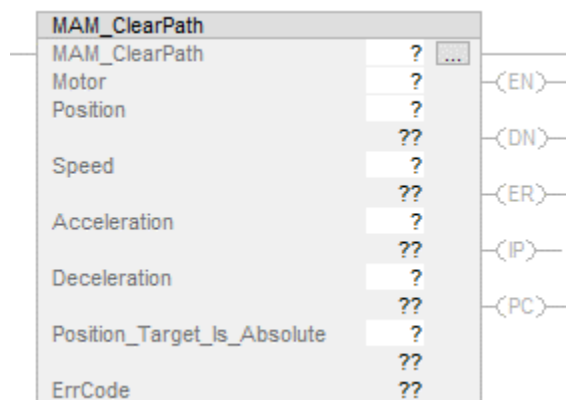 MAM_ClearPath
MAM_ClearPath ? ...
Motor ? (EN)
Position ?
?? (DN)
Speed ?
?? (ER)
Acceleration ?
?? (IP)
Deceleration ?
?? (PC)
Position_Target_Is_Absolute ?
??
ErrCode ??